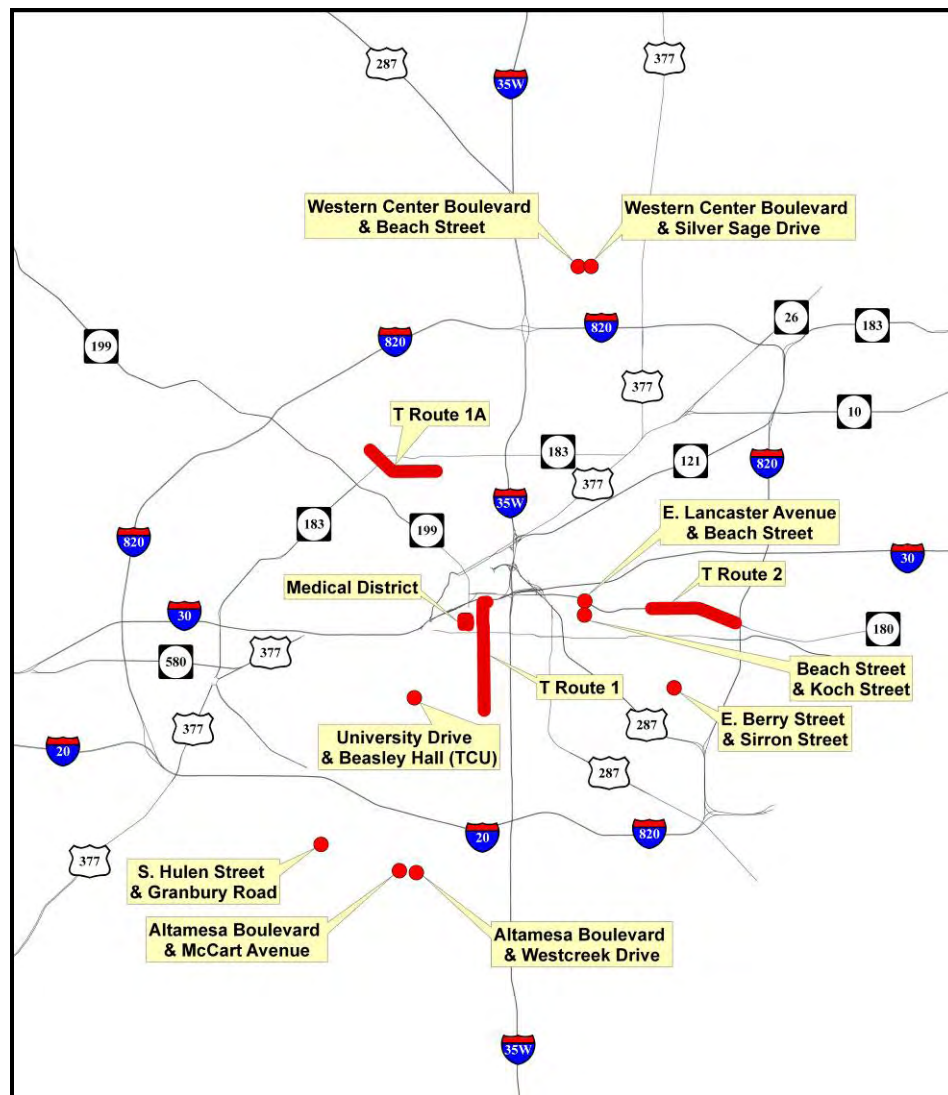 287
377
35W
Western Center Boulevard
& Beach Street
Western Center Boulevard
& Silver Sage Drive
26
183
820
820
199
377
10
T Route 1A
183
121
820
377
35W
183
199
820
E. Lancaster Avenue
& Beach Street
30
T Route 2
Medical District
30
180
377
580
Beach Street
& Koch Street
T Route 1
377
287
E. Berry Street
& Sirron Street
University Drive
& Beasley Hall (TCU)
20
287
20
820
377
S. Hulen Street
& Granbury Road
Altamesa Boulevard
& McCart Avenue
Altamesa Boulevard
& Westcreek Drive
35W